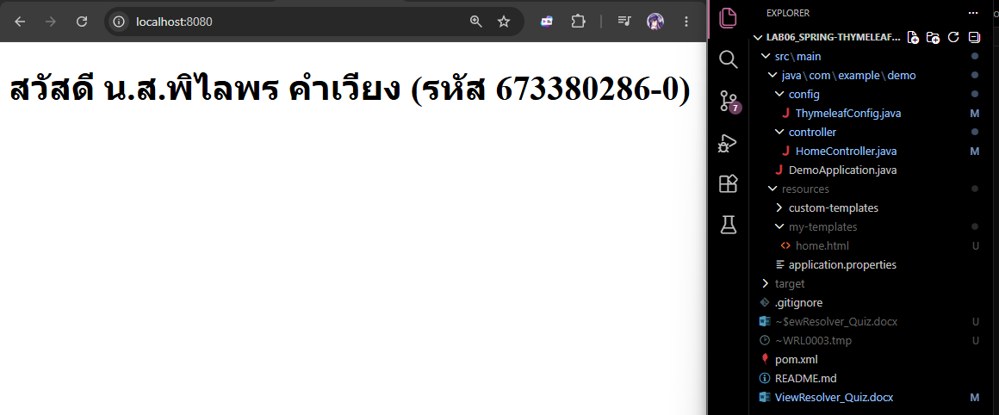 localhost:8080
สวัสดี น.ส.พิไลพร คำเวียง (รหัส 673380286-0)
7
EXPLORER
LAB06_SPRING-THYMELEAF...
src\main
java\com\example\demo
config
ThymeleafConfig.java M
controller
HomeController.java M
DemoApplication.java
resources
custom-templates
my-templates
home.html U
application.properties
target
.gitignore
~$ewResolver_Quiz.docx U
~WRL0003.tmp U
pom.xml
README.md
ViewResolver_Quiz.docx M